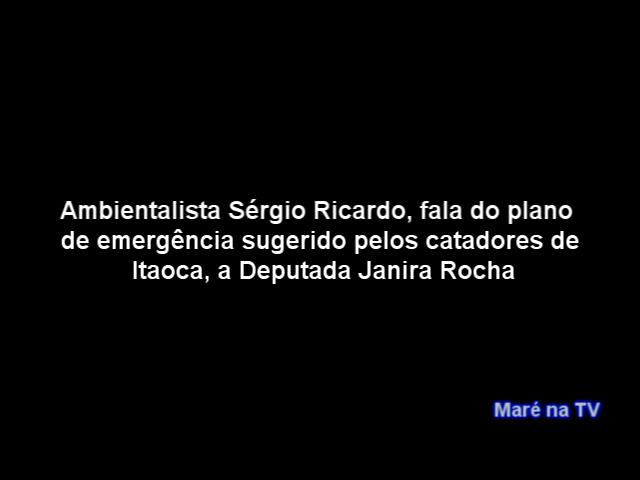 Ambientalista Sérgio Ricardo, fala do plano
de emergência sugerido pelos catadores de
Itaoca, a Deputada Janira Rocha
Maré na TV